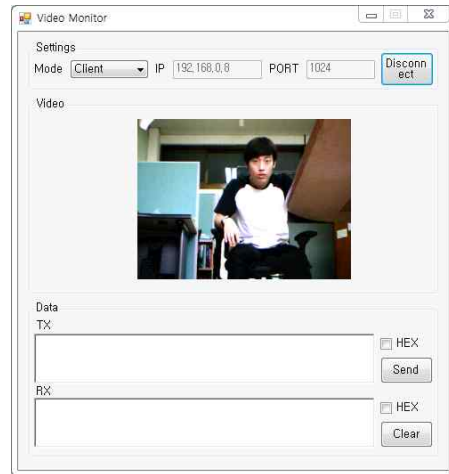 Video Monitor
Settings
Mode Client IP 192,168,0,8 PORT 1024 Disconn
ect
Video
Data
TX
HEX
Send
RX
HEX
Clear